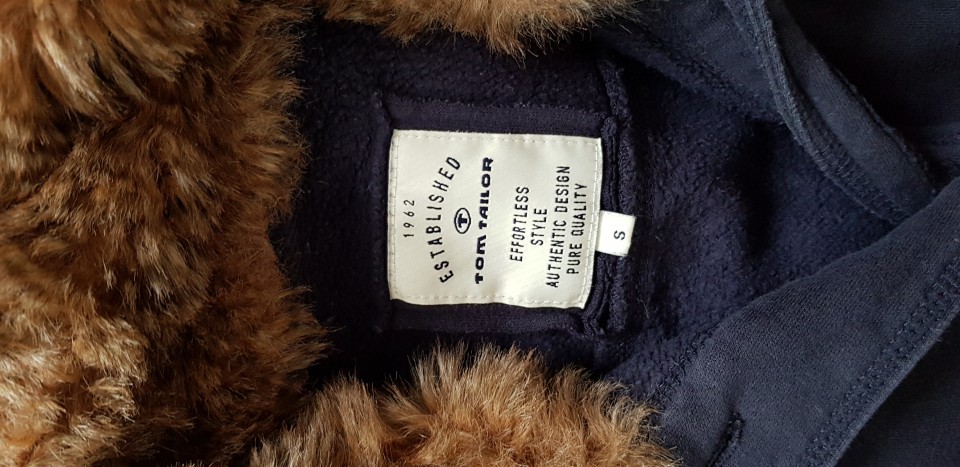 1962
ESTABLISHED
T
TOM TAILOR
EFFORTLESS
STYLE
AUTHENTIC DESIGN
PURE QUALITY
S